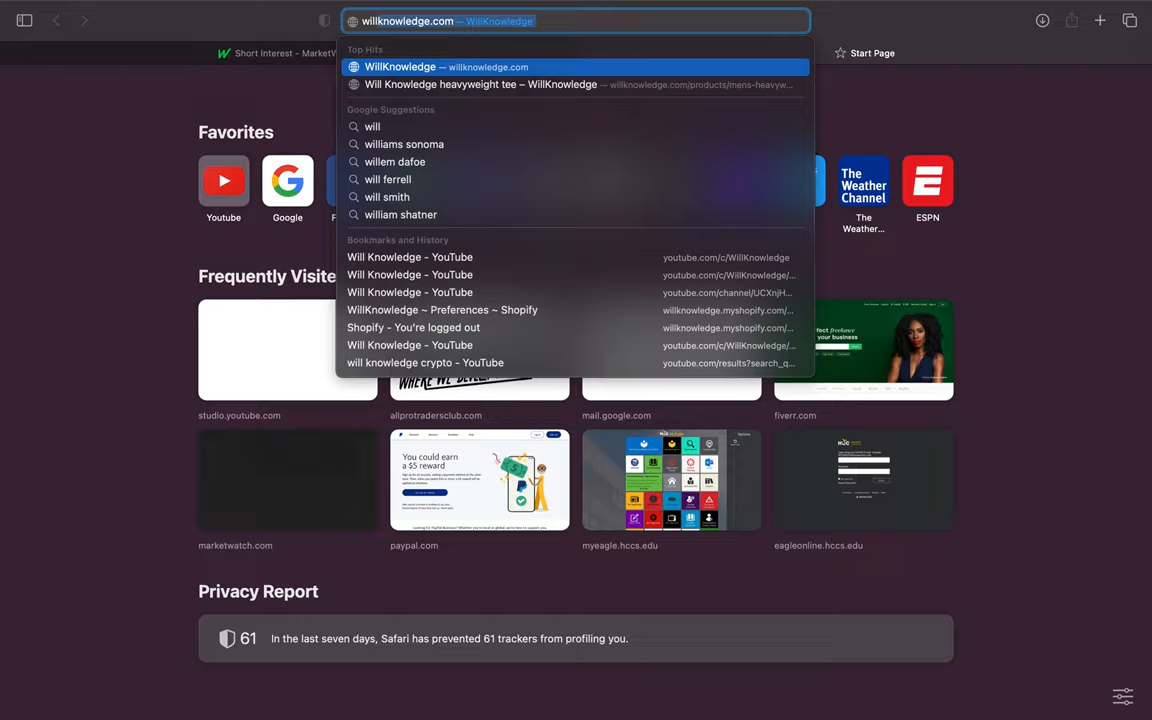 willknowledge.com — WillKnowledge
Short Interest - MarketW
Start Page
Top Hits
WillKnowledge — willknowledge.com
Will Knowledge heavyweight tee – WillKnowledge — willknowledge.com/products/mens-heavyw...
Google Suggestions
will
williams sonoma
willem dafoe
will ferrell
will smith
william shatner
Bookmarks and History
Will Knowledge - YouTube youtube.com/c/WillKnowledge
Will Knowledge - YouTube youtube.com/c/WillKnowledge/...
Will Knowledge - YouTube youtube.com/channel/UCXnjH...
WillKnowledge ~ Preferences ~ Shopify willknowledge.myshopify.com/...
Shopify - You're logged out willknowledge.myshopify.com/...
Will Knowledge - YouTube youtube.com/c/WillKnowledge/...
will knowledge crypto - YouTube youtube.com/results?search_q...
Favorites
The
Weather
Channel
Youtube
Google
F
The
Weather...
ESPN
Frequently Visite
WHERE WE DEVEL
rfect freelance
your business
studio.youtube.com
allprotradersclub.com
mail.google.com
fiverr.com
You could earn
a $5 reward
marketwatch.com
paypal.com
myeagle.hccs.edu
eagleonline.hccs.edu
Privacy Report
61 In the last seven days, Safari has prevented 61 trackers from profiling you.